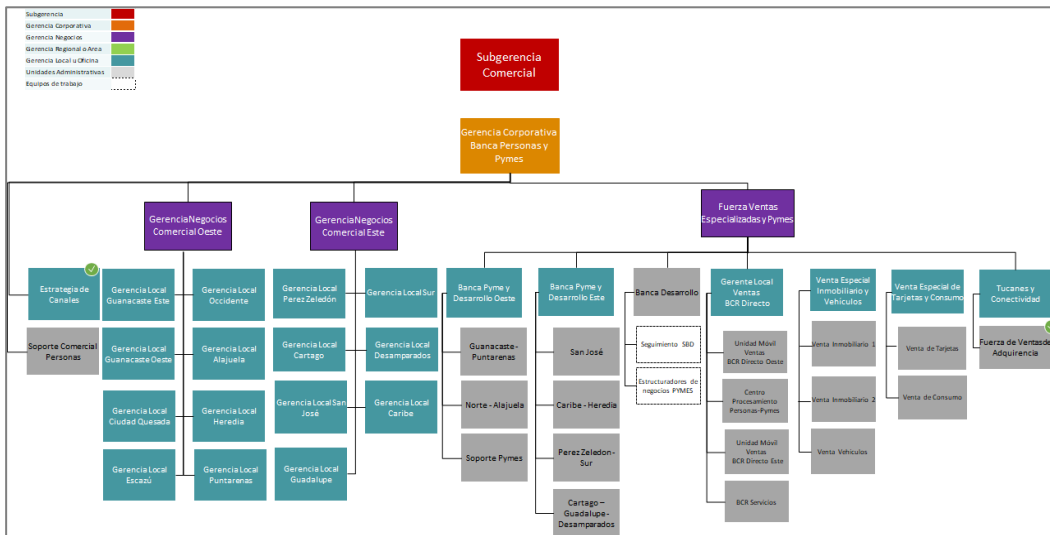 Subgerencia
Gerencia Corporativa
Gerencia Negocios
Gerencia Regional o Area
Gerencia Local u Oficina
Unidades Administrativas
Equipos de trabajo
Subgerencia
Comercial
Gerencia Corporativa
Banca Personas y
Pymes
GerenciaNegocios
Comercial Oeste
GerenciaNegocios
Comercial Este
Fuerza Ventas
Especializadas y Pymes
Estrategia de
Canales
Soporte Comercial
Personas
Gerencia Local
Guanacaste Este
Gerencia Local
Guanacaste Oeste
Gerencia Local
Ciudad Quesada
Gerencia Local
Escazú
Gerencia Local
Occidente
Gerencia Local
Alajuela
Gerencia Local
Heredia
Gerencia Local
Puntarenas
Gerencia Local
Perez Zeledón
Gerencia Local
Cartago
Gerencia Local San
José
Gerencia Local
Guadalupe
Gerencia Local Sur
Gerencia Local
Desamparados
Gerencia Local
Caribe
Banca Pyme y
Desarrollo Oeste
Guanacaste-
Puntarenas
Norte - Alajuela
Soporte Pymes
Banca Pyme y
Desarrollo Este
San José
Caribe - Heredia
Perez Zeledon-
Sur
Cartago –
Guadalupe-
Desamparados
Banca Desarrollo
Seguimiento SBD
Estructuradores de
negocios PYMES
Gerente Local
Ventas
BCR Directo
Unidad Móvil
Ventas
BCR Directo Oeste
Centro
Procesamiento
Personas-Pymes
Unidad Móvil
Ventas
BCR Directo Este
BCR Servicios
Venta Especial
Inmobiliario y
Vehículos
Venta Inmobiliario 1
Venta Inmobiliario 2
Venta Vehículos
Venta Especial de
Tarjetas y Consumo
Venta de Tarjetas
Venta de Consumo
Tucanes y
Conectividad
Fuerza de Ventasde
Adquirencia